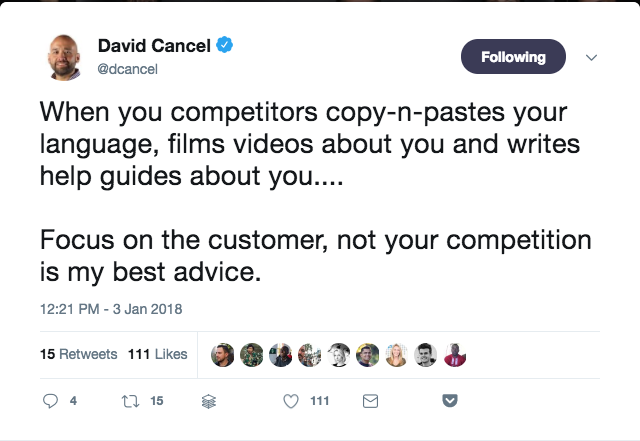 David Cancel
@dcancel
Following
When you competitors copy-n-pastes your
language, films videos about you and writes
help guides about you....
Focus on the customer, not your competition
is my best advice.
12:21 PM - 3 Jan 2018
15 Retweets 111 Likes
4 15 111